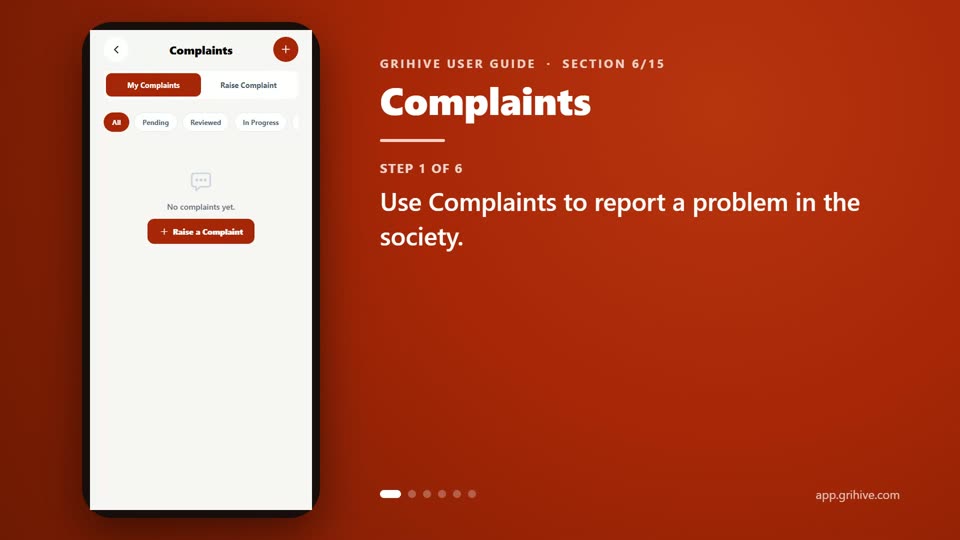 Complaints
My Complaints
Raise Complaint
All
Pending
Reviewed
In Progress
No complaints yet.
+ Raise a Complaint
GRIHIVE USER GUIDE · SECTION 6/15
Complaints
STEP 1 OF 6
Use Complaints to report a problem in the
society.
app.grihive.com